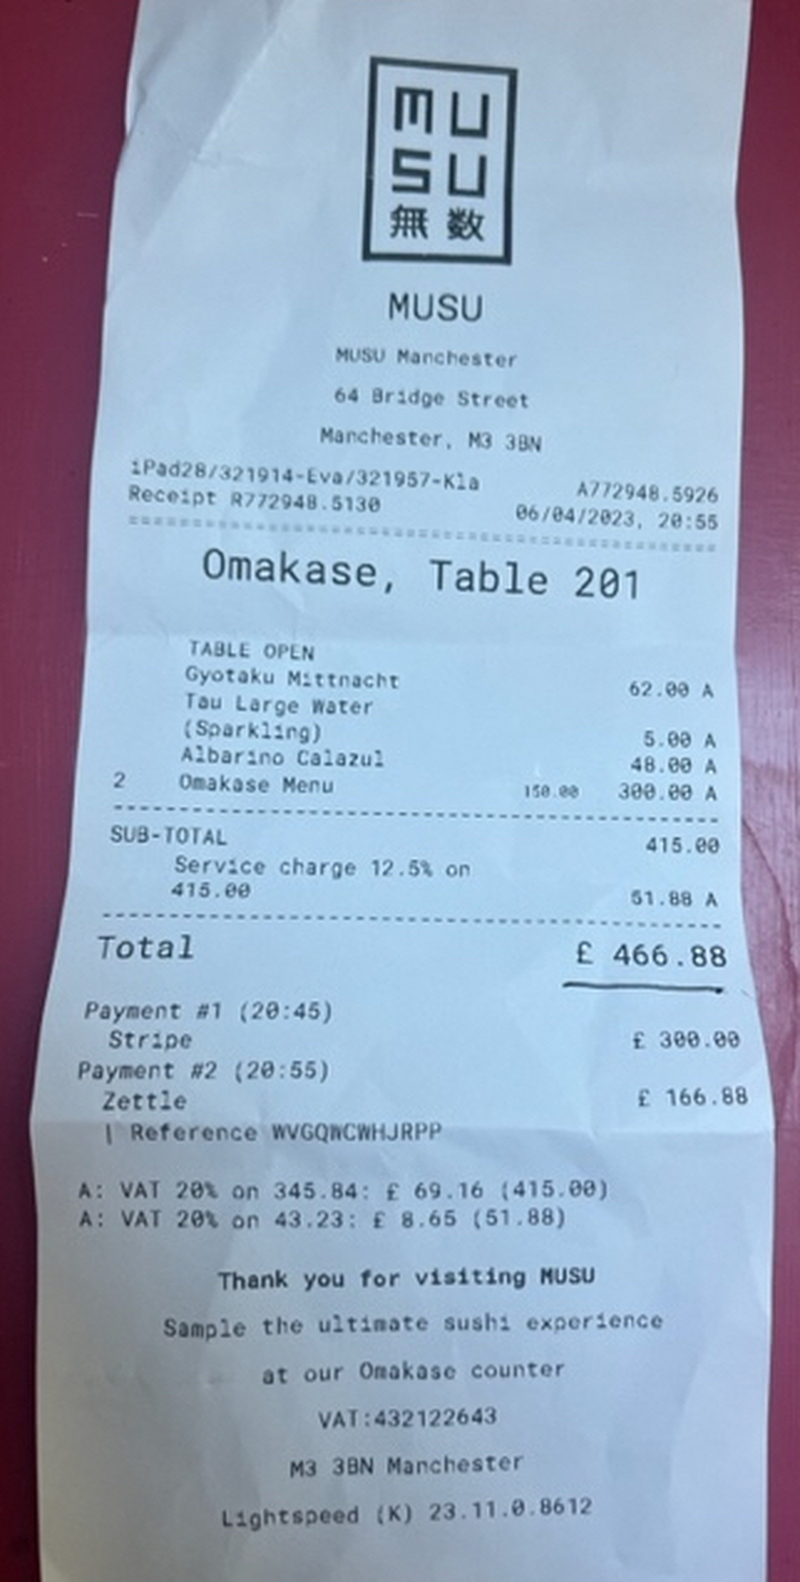 MU
SU
無数
MUSU
MUSU Manchester
64 Bridge Street
Manchester, M3 3BN
iPad28/321914-Eva/321957-Kla A772948.5926
Receipt R772948.5130 06/04/2023, 20:55
Omakase, Table 201
TABLE OPEN
Gyotaku Mittnacht 62.00 A
Tau Large Water
(Sparkling) 5.00 A
Albarino Calazul 48.00 A
2 Omakase Menu 150.00 300.00 A
SUB-TOTAL 415.00
Service charge 12.5% on
415.00 51.88 A
Total £ 466.88
Payment #1 (20:45)
Stripe £ 300.00
Payment #2 (20:55)
Zettle £ 166.88
| Reference WVGQWCWHJRPP
A: VAT 20% on 345.84: £ 69.16 (415.00)
A: VAT 20% on 43.23: £ 8.65 (51.88)
Thank you for visiting MUSU
Sample the ultimate sushi experience
at our Omakase counter
VAT:432122643
M3 3BN Manchester
Lightspeed (K) 23.11.0.8612